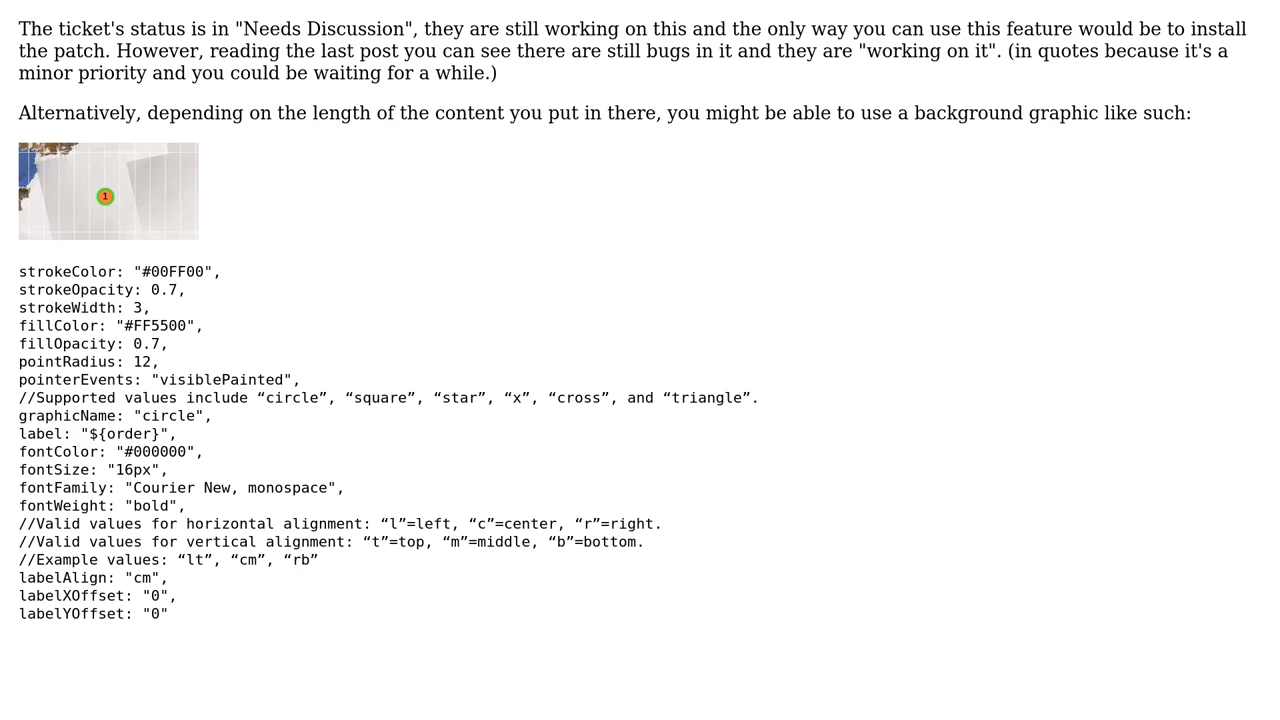 The ticket's status is in "Needs Discussion", they are still working on this and the only way you can use this feature would be to install
the patch. However, reading the last post you can see there are still bugs in it and they are "working on it". (in quotes because it's a
minor priority and you could be waiting for a while.)
Alternatively, depending on the length of the content you put in there, you might be able to use a background graphic like such:
1
strokeColor: "#00FF00",
strokeOpacity: 0.7,
strokeWidth: 3,
fillColor: "#FF5500",
fillOpacity: 0.7,
pointRadius: 12,
pointerEvents: "visiblePainted",
//Supported values include “circle”, “square”, “star”, “x”, “cross”, and “triangle”.
graphicName: "circle",
label: "${order}",
fontColor: "#000000",
fontSize: "16px",
fontFamily: "Courier New, monospace",
fontWeight: "bold",
//Valid values for horizontal alignment: “l”=left, “c”=center, “r”=right.
//Valid values for vertical alignment: “t”=top, “m”=middle, “b”=bottom.
//Example values: “lt”, “cm”, “rb”
labelAlign: "cm",
labelXOffset: "0",
labelYOffset: "0"